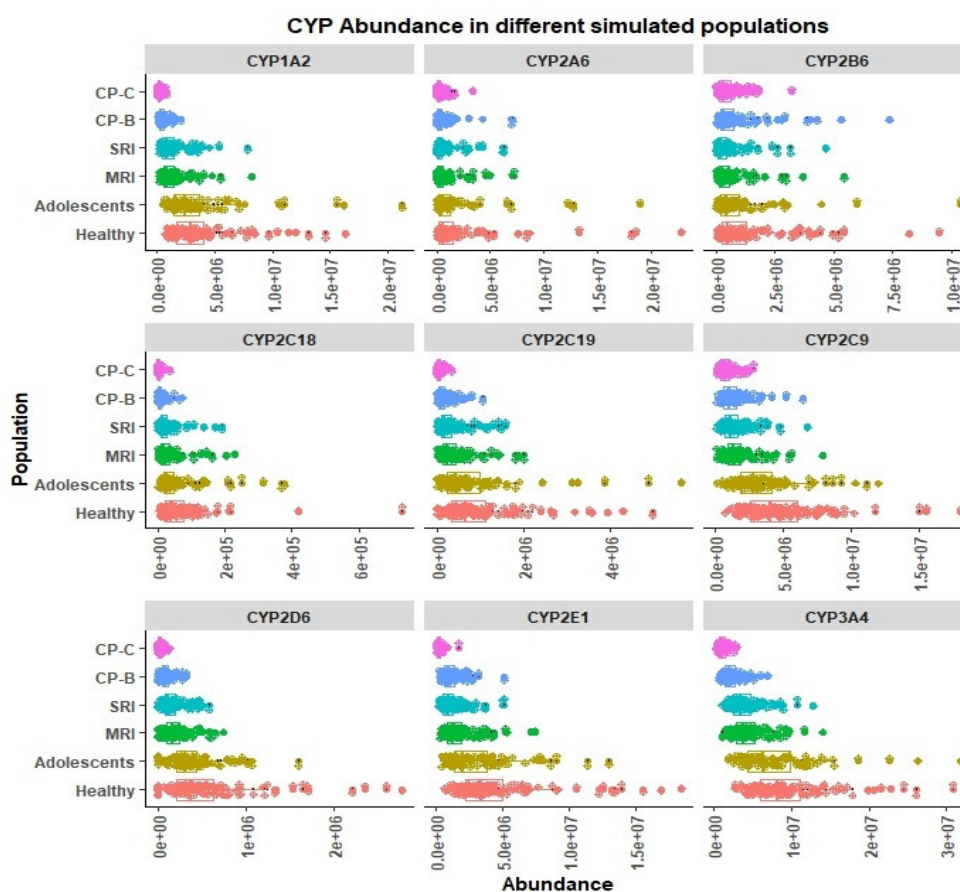 CYP Abundance in different simulated populations
CYP1A2 CYP2A6 CYP2B6
CP-C
CP-B
SRI
MRI
Adolescents
Healthy
0.0e+00 5.0e+06 1.0e+07 1.5e+07 2.0e+07 0.0e+00 5.0e+06 1.0e+07 1.5e+07 2.0e+07 0.0e+00 2.5e+06 5.0e+06 7.5e+06 1.0e+07
CYP2C18 CYP2C19 CYP2C9
Population
CP-C
CP-B
SRI
MRI
Adolescents
Healthy
0e+00 2e+05 4e+05 6e+05 0e+00 2e+06 4e+06 0.0e+00 5.0e+06 1.0e+07 1.5e+07
CYP2D6 CYP2E1 CYP3A4
CP-C
CP-B
SRI
MRI
Adolescents
Healthy
0e+00 1e+06 2e+06 0.0e+00 5.0e+06 1.0e+07 1.5e+07 0e+00 1e+07 2e+07 3e+07
Abundance